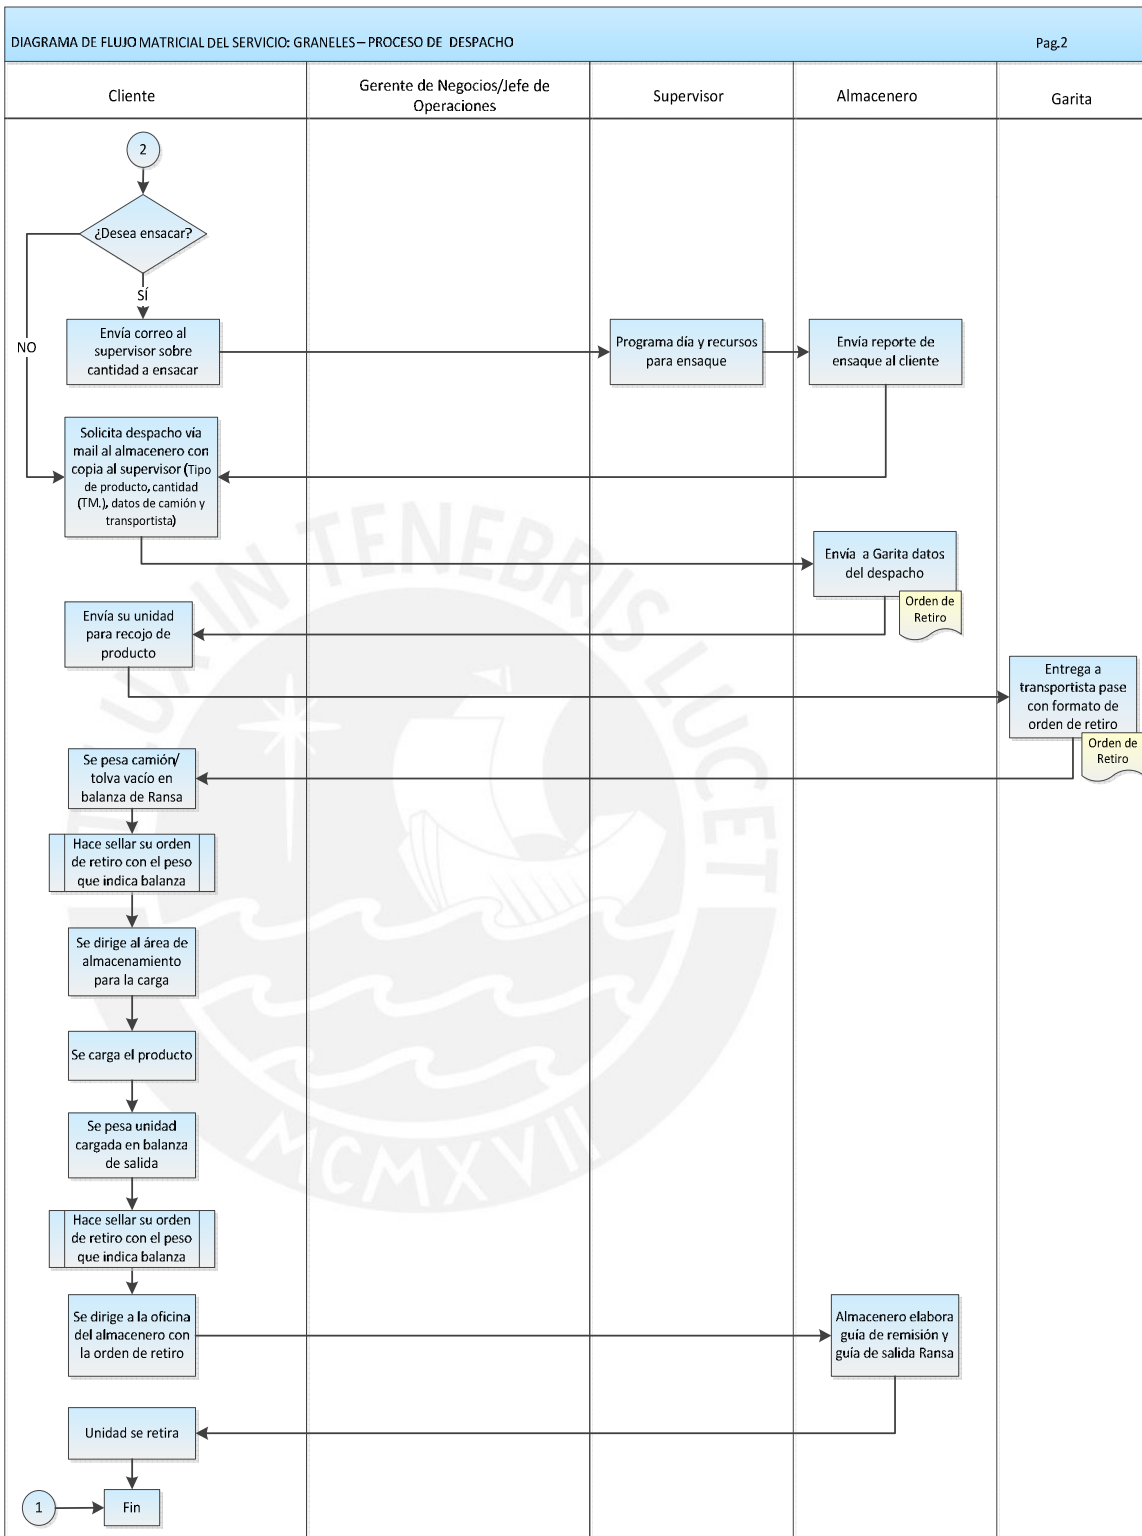 DIAGRAMA DE FLUJO MATRICIAL DEL SERVICIO: GRANELES – PROCESO DE DESPACHO
Pag.2
Cliente
Gerente de Negocios/Jefe de
Operaciones
Supervisor
Almacenero
Garita
2
¿Desea ensacar?
SÍ
NO
Envía correo al
supervisor sobre
cantidad a ensacar
Programa día y recursos
para ensaque
Envía reporte de
ensaque al cliente
Solicita despacho vía
mail al almacenero con
copia al supervisor (Tipo
de producto, cantidad
(TM.), datos de camión y
transportista)
Envía a Garita datos
del despacho
Orden de
Retiro
Envía su unidad
para recojo de
producto
Entrega a
transportista pase
con formato de
orden de retiro
Orden de
Retiro
Se pesa camión/
tolva vacío en
balanza de Ransa
Hace sellar su orden
de retiro con el peso
que indica balanza
Se dirige al área de
almacenamiento
para la carga
Se carga el producto
Se pesa unidad
cargada en balanza
de salida
Hace sellar su orden
de retiro con el peso
que indica balanza
Se dirige a la oficina
del almacenero con
la orden de retiro
Almacenero elabora
guía de remisión y
guía de salida Ransa
Unidad se retira
1
Fin
ET LUX IN TENEBRIS LUCET
MCMXVII